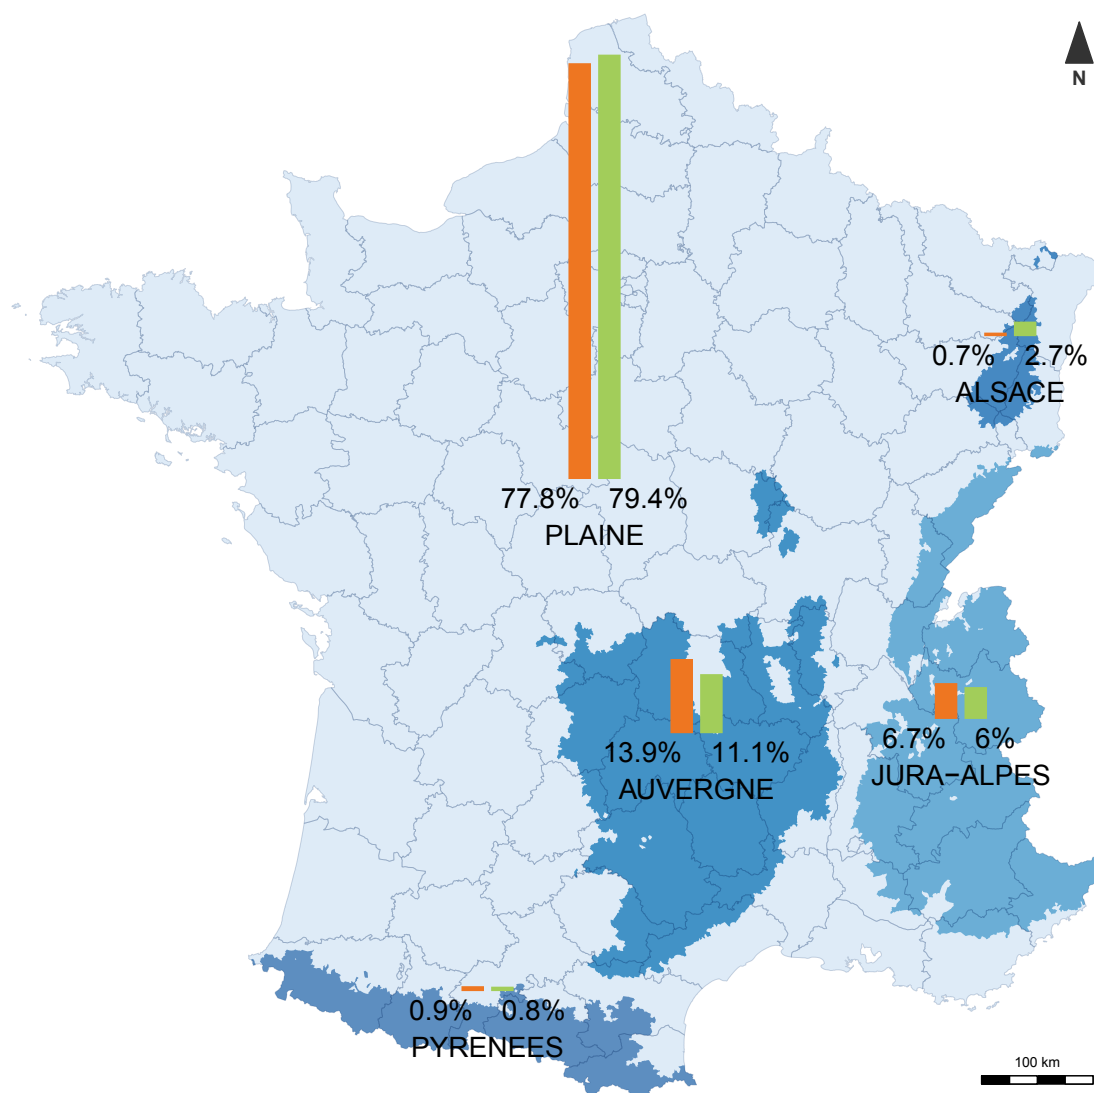 N
0.7% 2.7%
ALSACE
77.8% 79.4%
PLAINE
13.9% 11.1%
AUVERGNE
6.7% 6%
JURA−ALPES
0.9% 0.8%
PYRENEES
100 km